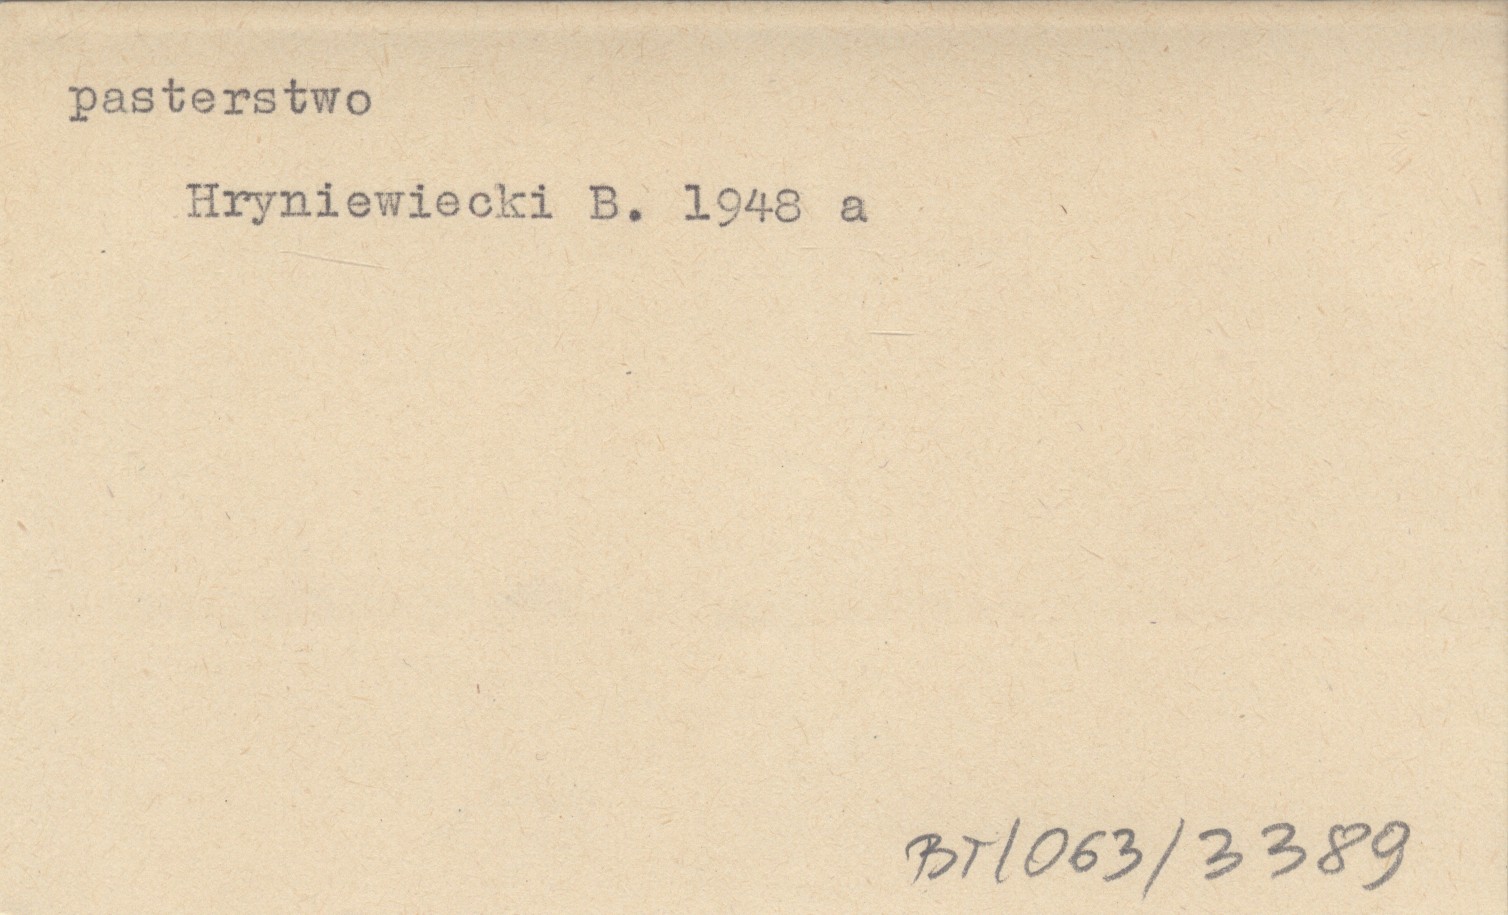 pasterstwo
Hryniewiecki B. 1948 a
BT/063/3389